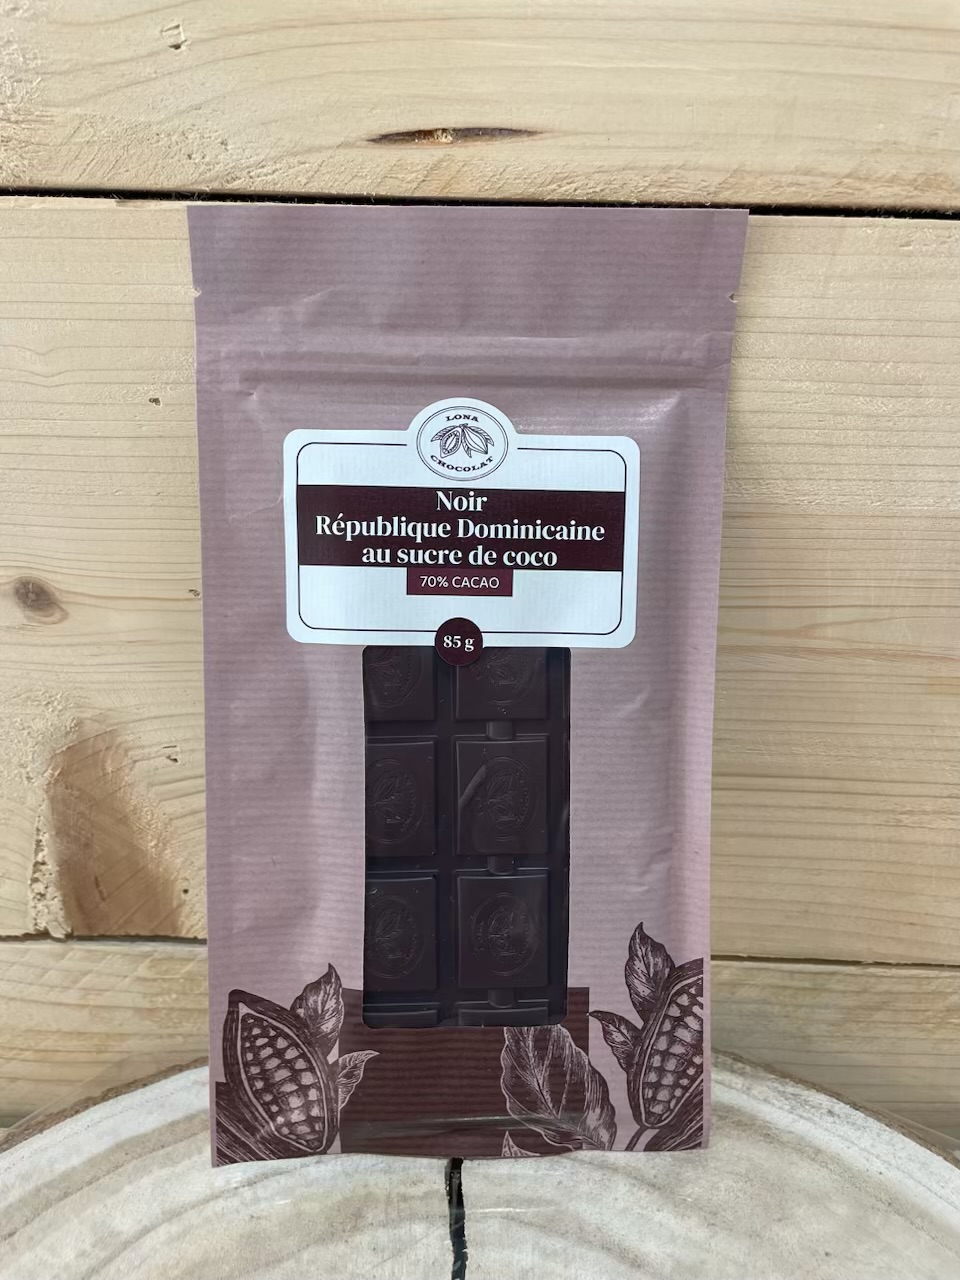 LONA
CHOCOLAT
Noir
République Dominicaine
au sucre de coco
70% CACAO
85 g